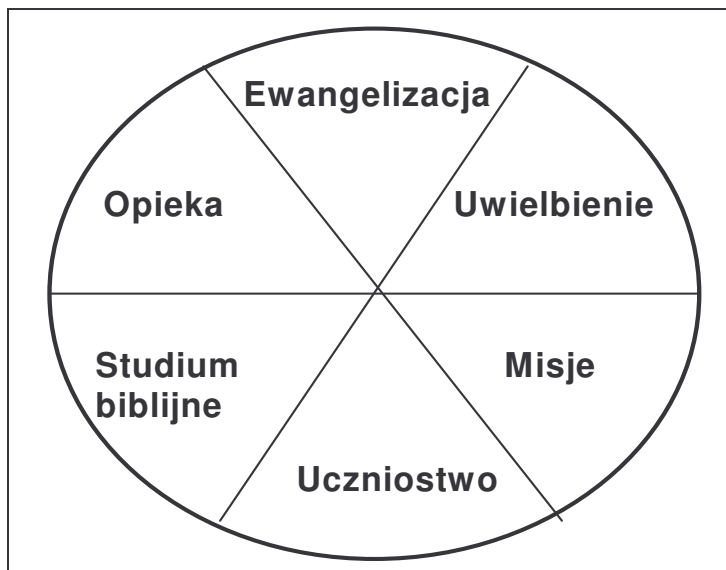 Ewangelizacja
Opieka
Uwielbienie
Studium
biblijne
Misje
Uczniostwo